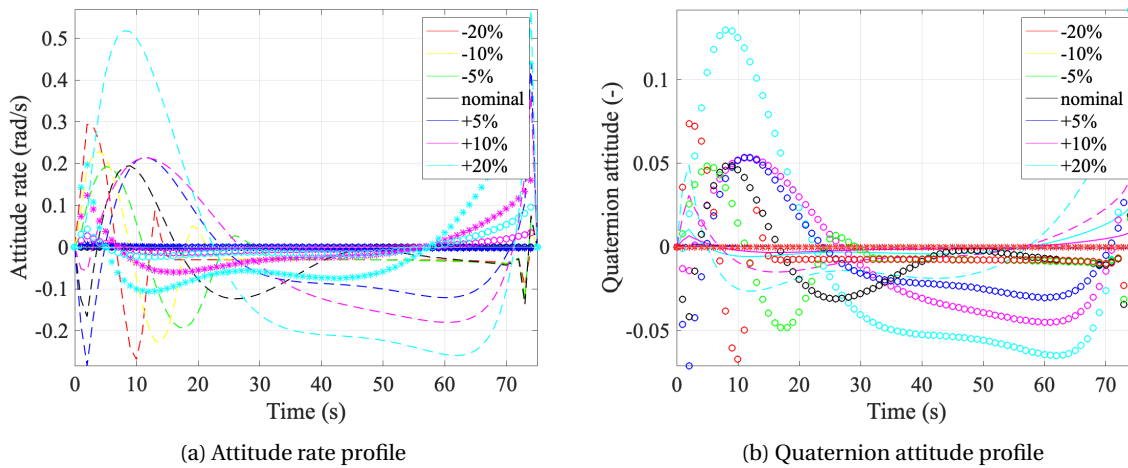 0.5
0.4
0.3
0.2
0.1
0
-0.1
-0.2
Attitude rate (rad/s)
-20%
-10%
-5%
nominal
+5%
+10%
+20%
0 10 20 30 40 50 60 70
Time (s)
(a) Attitude rate profile
0.1
0.05
0
-0.05
Quaternion attitude (-)
-20%
-10%
-5%
nominal
+5%
+10%
+20%
0 10 20 30 40 50 60 70
Time (s)
(b) Quaternion attitude profile